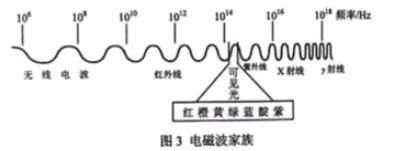 10⁶ 10⁸ 10¹⁰ 10¹² 10¹⁴ 10¹⁶ 10¹⁸ 频率/Hz
无线电波 红外线 紫外线 X射线 γ射线
可见光
红橙黄绿蓝靛紫
图3 电磁波家族